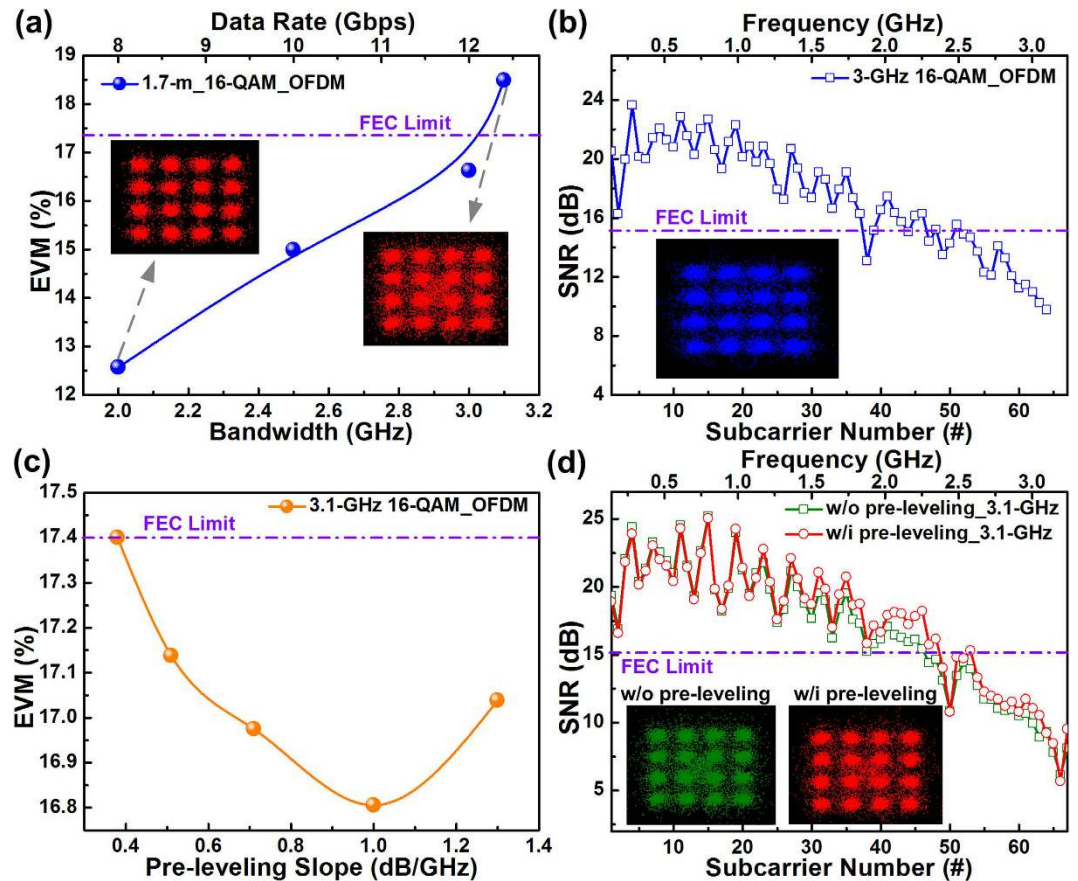 (a)
Data Rate (Gbps)
8 9 10 11 12
19
18
17
16
15
14
13
12
EVM (%)
1.7-m_16-QAM_OFDM
FEC Limit
2.0 2.2 2.4 2.6 2.8 3.0 3.2
Bandwidth (GHz)
(b)
Frequency (GHz)
0.5 1.0 1.5 2.0 2.5 3.0
24
20
16
12
8
4
SNR (dB)
3-GHz 16-QAM_OFDM
FEC Limit
10 20 30 40 50 60
Subcarrier Number (#)
(c)
17.5
17.4
17.3
17.2
17.1
17.0
16.9
16.8
EVM (%)
3.1-GHz 16-QAM_OFDM
FEC Limit
0.4 0.6 0.8 1.0 1.2 1.4
Pre-leveling Slope (dB/GHz)
(d)
Frequency (GHz)
0.5 1.0 1.5 2.0 2.5 3.0
25
20
15
10
5
SNR (dB)
w/o pre-leveling_3.1-GHz
w/i pre-leveling_3.1-GHz
FEC Limit
w/o pre-leveling
w/i pre-leveling
10 20 30 40 50 60
Subcarrier Number (#)